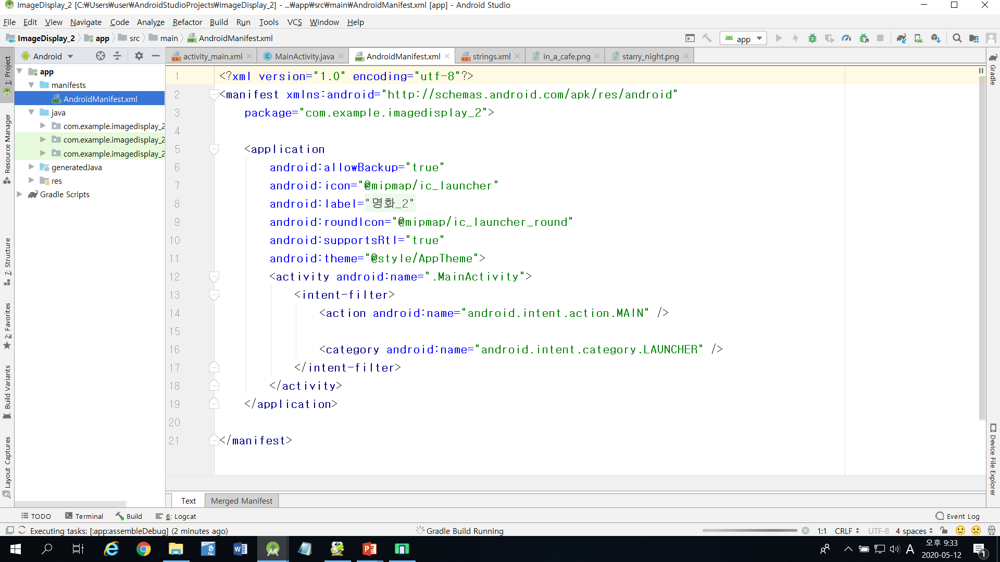 ImageDisplay_2 [C:₩Users₩user₩AndroidStudioProjects₩ImageDisplay_2] - ...₩app₩src₩main₩AndroidManifest.xml [app] - Android Studio
File Edit View Navigate Code Analyze Refactor Build Run Tools VCS Window Help
ImageDisplay_2 app src main AndroidManifest.xml app
Android activity_main.xml MainActivity.java AndroidManifest.xml strings.xml in_a_cafe.png starry_night.png
1: Project
Resource Manager
7: Structure
2: Favorites
Build Variants
Layout Captures
app
manifests
AndroidManifest.xml
java
com.example.imagedisplay_2
com.example.imagedisplay_2
com.example.imagedisplay_2
generatedJava
res
Gradle Scripts
1 <?xml version="1.0" encoding="utf-8"?>
2 <manifest xmlns:android="http://schemas.android.com/apk/res/android"
3 package="com.example.imagedisplay_2">
4
5 <application
6 android:allowBackup="true"
7 android:icon="@mipmap/ic_launcher"
8 android:label="명화_2"
9 android:roundIcon="@mipmap/ic_launcher_round"
10 android:supportsRtl="true"
11 android:theme="@style/AppTheme">
12 <activity android:name=".MainActivity">
13 <intent-filter>
14 <action android:name="android.intent.action.MAIN" />
15
16 <category android:name="android.intent.category.LAUNCHER" />
17 </intent-filter>
18 </activity>
19 </application>
20
21 </manifest>
Gradle
Device File Explorer
Text Merged Manifest
TODO Terminal Build 6: Logcat Event Log
Executing tasks: [:app:assembleDebug] (2 minutes ago) Gradle Build Running 1:1 CRLF UTF-8 4 spaces
A 오후 9:33
2020-05-12 1